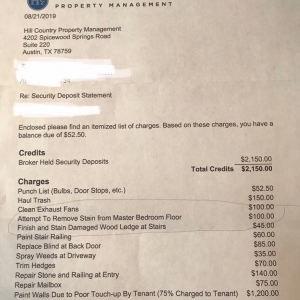 PROPERTY MANAGEMENT
08/21/2019
Hill Country Property Management
4202 Spicewood Springs Road
Suite 220
Austin, TX 78759
Re: Security Deposit Statement
Enclosed please find an itemized list of charges. Based on these charges, you have a
balance due of $52.50.
Credits
Broker Held Security Deposits $2,150.00
Total Credits $2,150.00
Charges
Punch List (Bulbs, Door Stops, etc.) $52.50
Haul Trash $150.00
Clean Exhaust Fans $100.00
Attempt To Remove Stain from Master Bedroom Floor $100.00
Finish and Stain Damaged Wood Ledge at Stairs $45.00
Paint Stair Railing $60.00
Replace Blind at Back Door $85.00
Spray Weeds at Driveway $35.00
Trim Hedges $70.00
Repair Stone and Railing at Entry $140.00
Repair Mailbox $75.00
Paint Walls Due to Poor Touch-up By Tenant (75% Charged to Tenant) $1,200.00